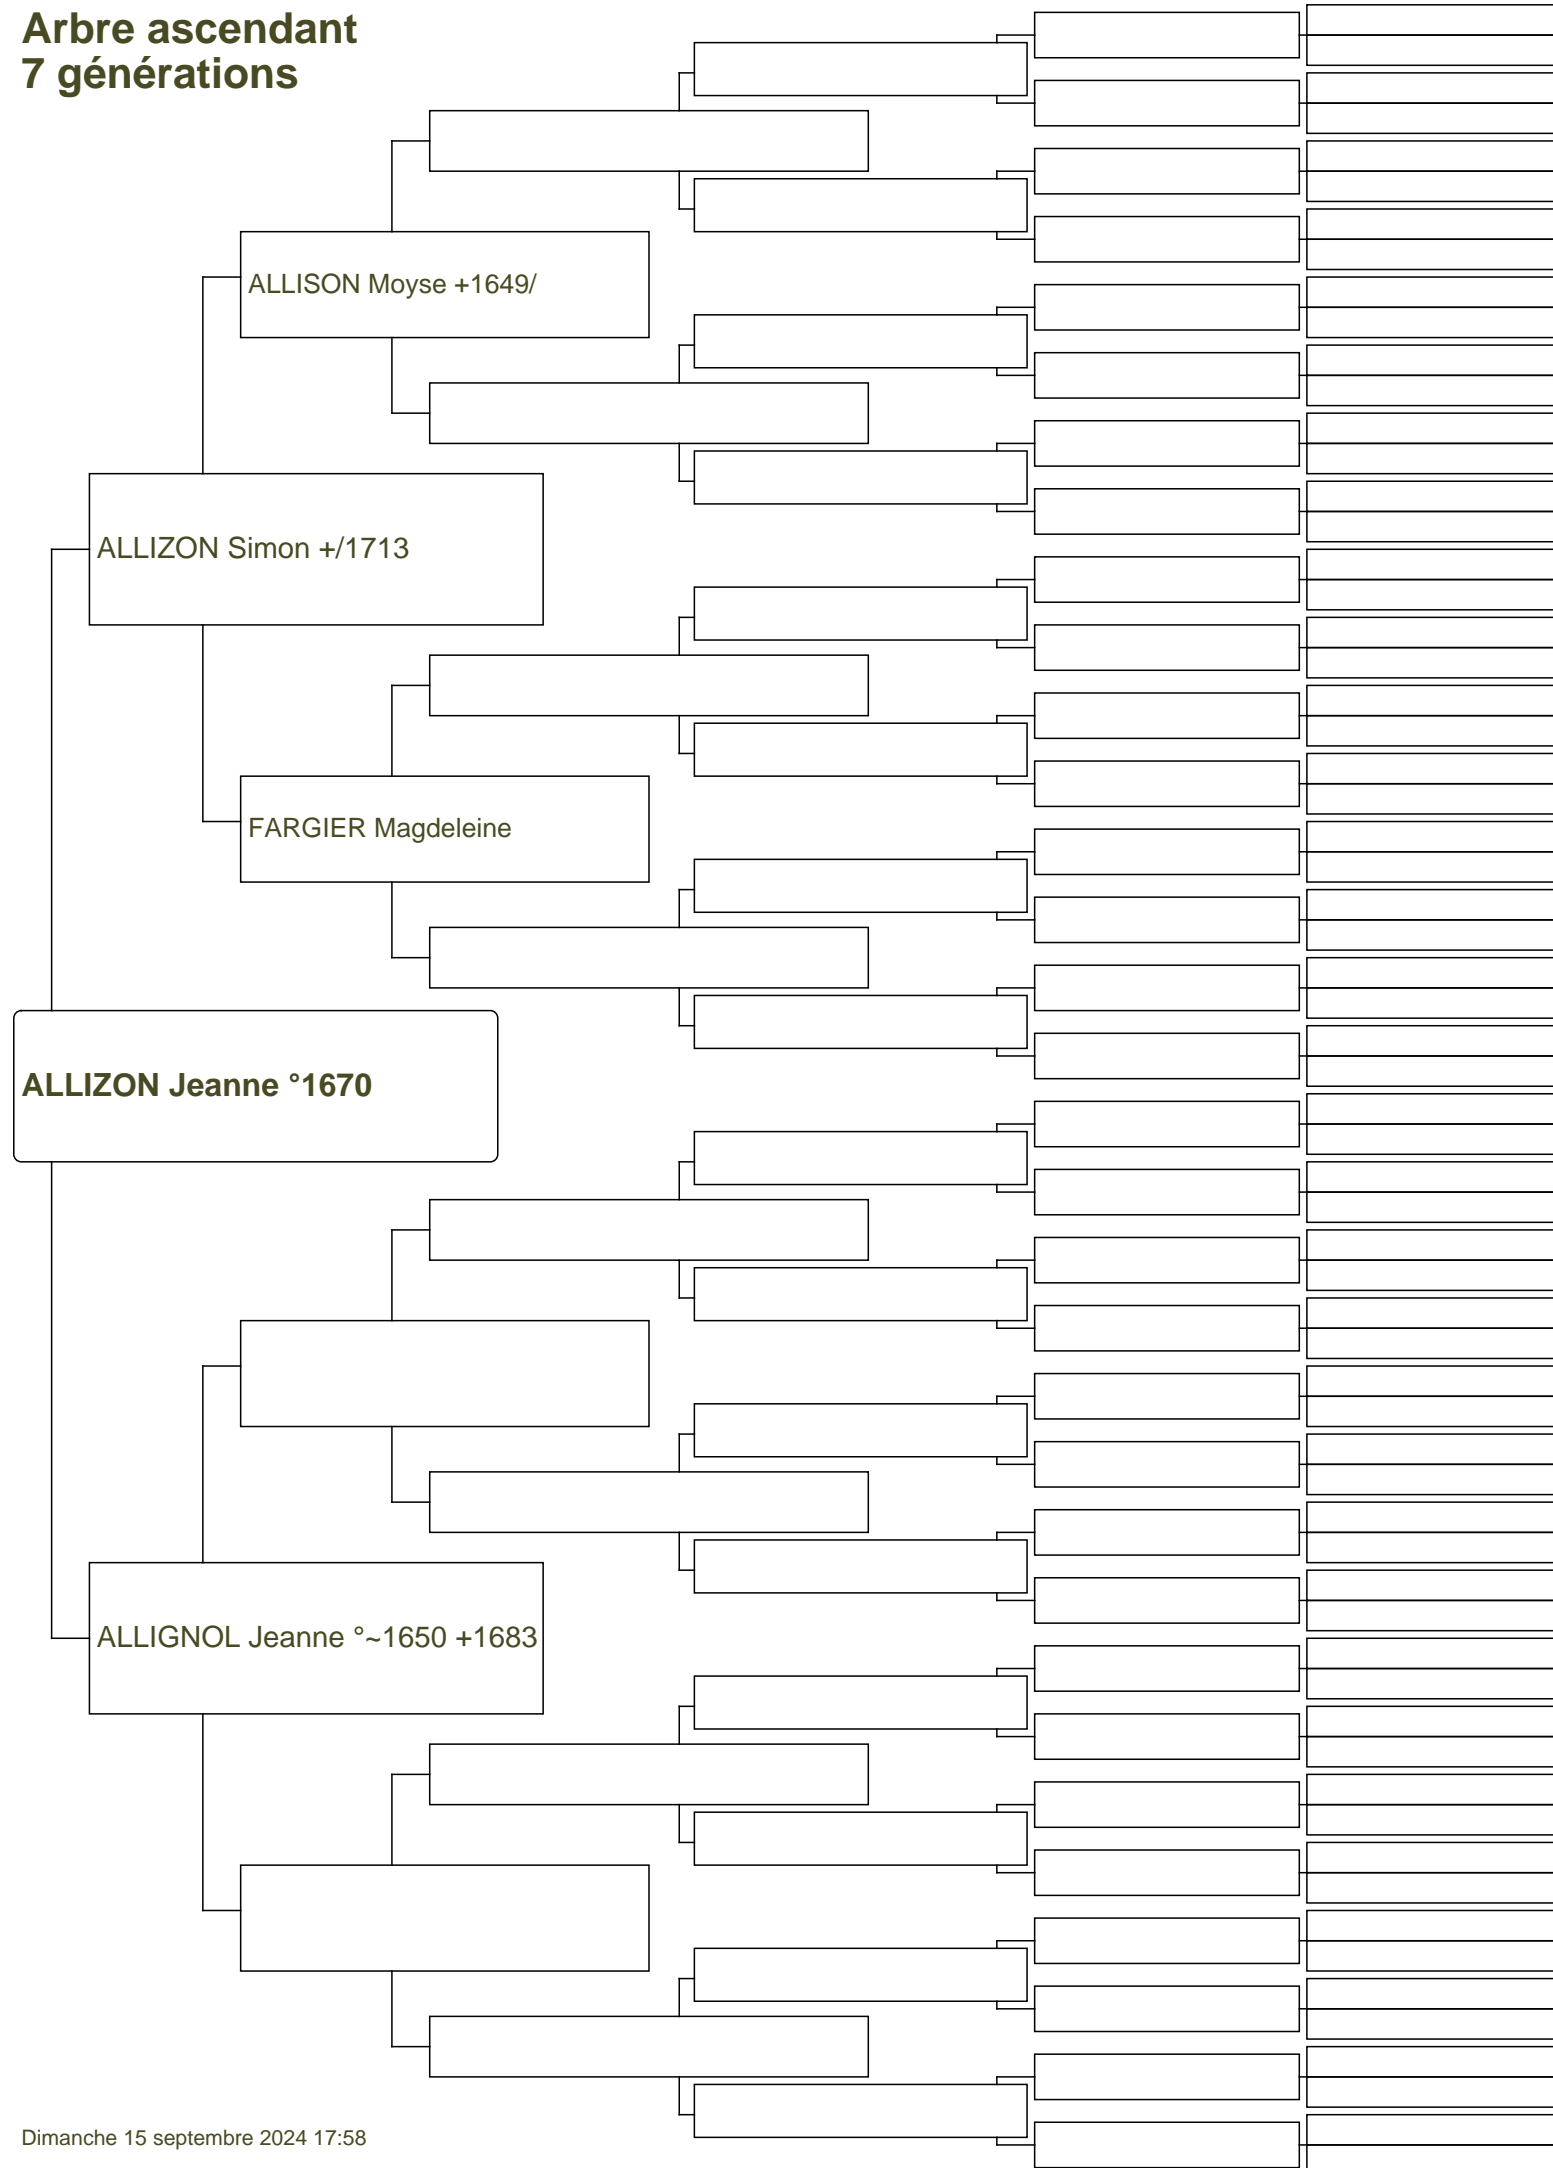 Arbre ascendant
7 générations
ALLISON Moyse +1649/
ALLIZON Simon +/1713
FARGIER Magdeleine
ALLIZON Jeanne °1670
ALLIGNOL Jeanne °~1650 +1683
Dimanche 15 septembre 2024 17:58